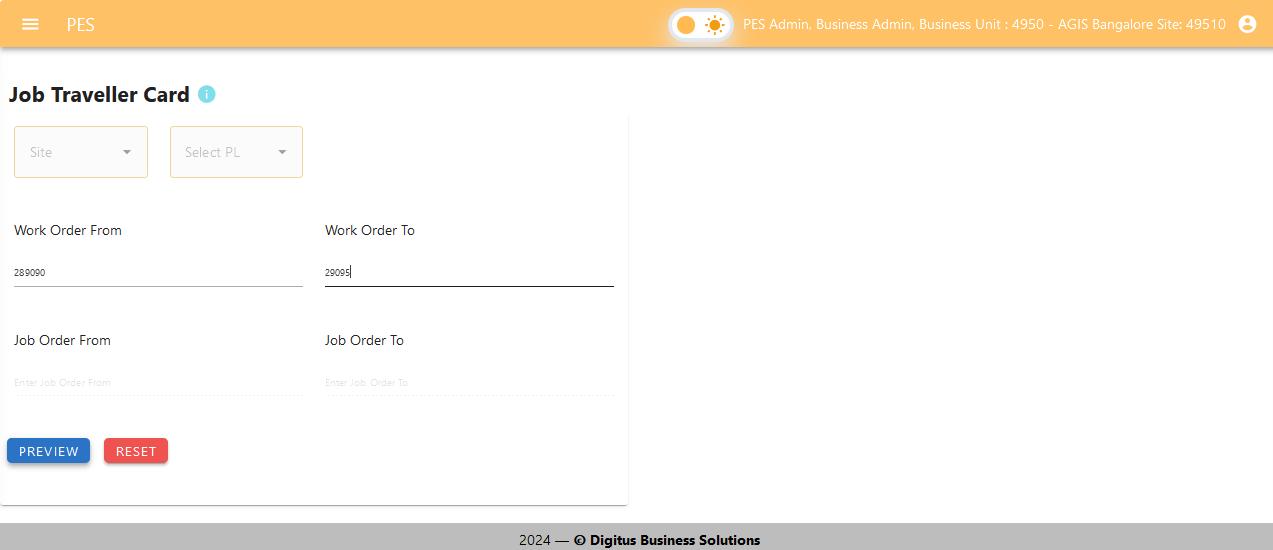 PES
PES Admin, Business Admin, Business Unit : 4950 - AGIS Bangalore Site: 49510
Job Traveller Card
Site
Select PL
Work Order From
Work Order To
289090
29095
Job Order From
Job Order To
Enter Job Order From
Enter Job Order To
PREVIEW
RESET
2024 — © Digitus Business Solutions